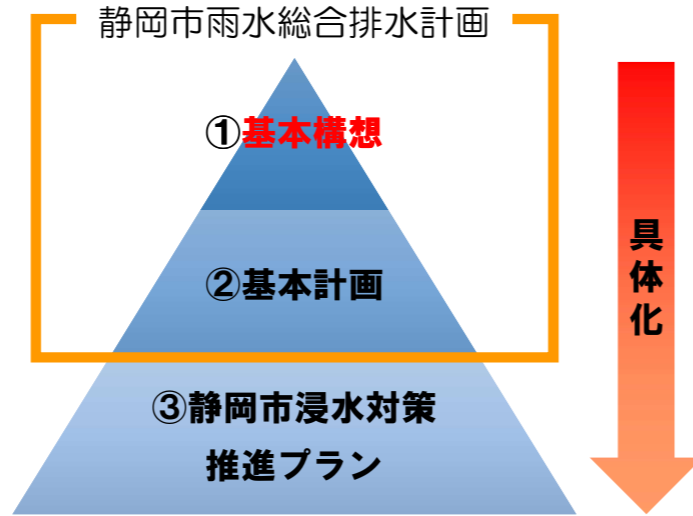 静岡市雨水総合排水計画
①基本構想
②基本計画
③静岡市浸水対策
推進プラン
具体化